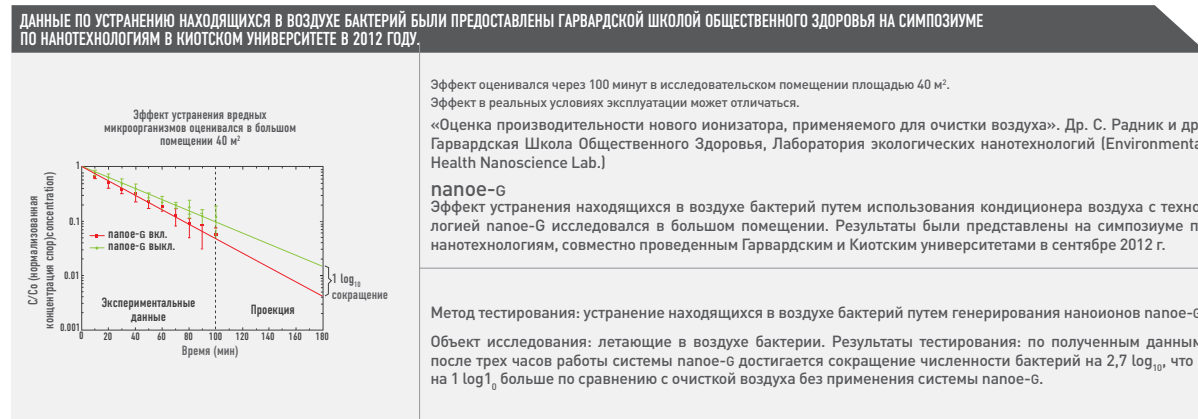 ДАННЫЕ ПО УСТРАНЕНИЮ НАХОДЯЩИХСЯ В ВОЗДУХЕ БАКТЕРИЙ БЫЛИ ПРЕДОСТАВЛЕНЫ ГАРВАРДСКОЙ ШКОЛОЙ ОБЩЕСТВЕННОГО ЗДОРОВЬЯ НА СИМПОЗИУМЕ
ПО НАНОТЕХНОЛОГИЯМ В КИОТСКОМ УНИВЕРСИТЕТЕ В 2012 ГОДУ.
Эффект устранения вредных
микроорганизмов оценивался в большом
помещении 40 м²
C/Co (нормализованная
концентрация спор)concentration)
1
0.1
0.01
0.001
nanoe-G вкл.
nanoe-G выкл.
Экспериментальные
данные
Проекция
1 log₁₀
сокращение
0 20 40 60 80 100 120 140 160 180
Время (мин)
Эффект оценивался через 100 минут в исследовательском помещении площадью 40 м².
Эффект в реальных условиях эксплуатации может отличаться.
«Оценка производительности нового ионизатора, применяемого для очистки воздуха». Др. С. Радник и др
Гарвардская Школа Общественного Здоровья, Лаборатория экологических нанотехнологий (Environmenta
Health Nanoscience Lab.)
nanoe-G
Эффект устранения находящихся в воздухе бактерий путем использования кондиционера воздуха с техно
логией nanoe-G исследовался в большом помещении. Результаты были представлены на симпозиуме п
нанотехнологиям, совместно проведенным Гарвардским и Киотским университетами в сентябре 2012 г.
Метод тестирования: устранение находящихся в воздухе бактерий путем генерирования наноионов nanoe-G
Объект исследования: летающие в воздухе бактерии. Результаты тестирования: по полученным данным
после трех часов работы системы nanoe-G достигается сокращение численности бактерий на 2,7 log₁₀, что
на 1 log1₀ больше по сравнению с очисткой воздуха без применения системы nanoe-G.